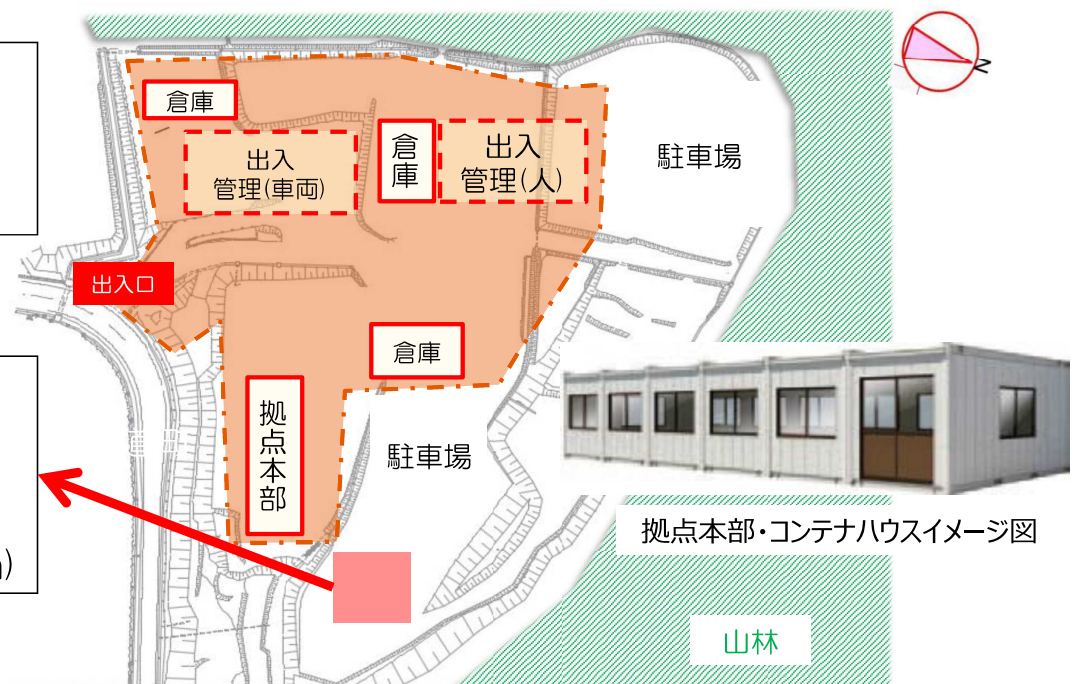 倉庫
出入
管理(車両)
倉庫
出入
管理(人)
駐車場
N
出入口
倉庫
拠点本部
駐車場
拠点本部・コンテナハウスイメージ図
山林